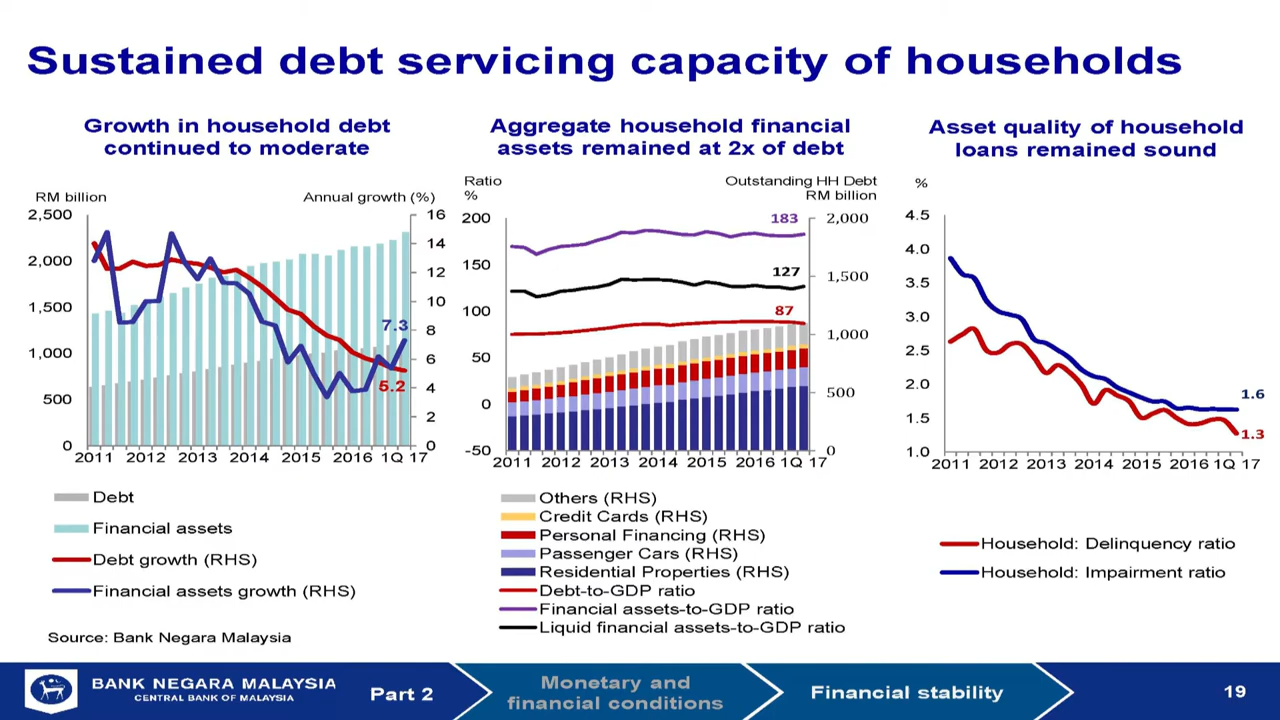 Sustained debt servicing capacity of households
Growth in household debt
continued to moderate
RM billion
Annual growth (%)
2,500
2,000
1,500
1,000
500
0
16
14
12
10
8
6
4
2
0
7.3
5.2
2011 2012 2013 2014 2015 2016 1Q 17
Debt
Financial assets
Debt growth (RHS)
Financial assets growth (RHS)
Source: Bank Negara Malaysia
Aggregate household financial
assets remained at 2x of debt
Ratio
%
Outstanding HH Debt
RM billion
200
150
100
50
0
-50
2,000
1,500
1,000
500
0
183
127
87
2011 2012 2013 2014 2015 2016 1Q 17
Others (RHS)
Credit Cards (RHS)
Personal Financing (RHS)
Passenger Cars (RHS)
Residential Properties (RHS)
Debt-to-GDP ratio
Financial assets-to-GDP ratio
Liquid financial assets-to-GDP ratio
Asset quality of household
loans remained sound
%
4.5
4.0
3.5
3.0
2.5
2.0
1.5
1.0
1.6
1.3
2011 2012 2013 2014 2015 2016 1Q 17
Household: Delinquency ratio
Household: Impairment ratio
BANK NEGARA MALAYSIA
CENTRAL BANK OF MALAYSIA
Part 2
Monetary and
financial conditions
Financial stability
19